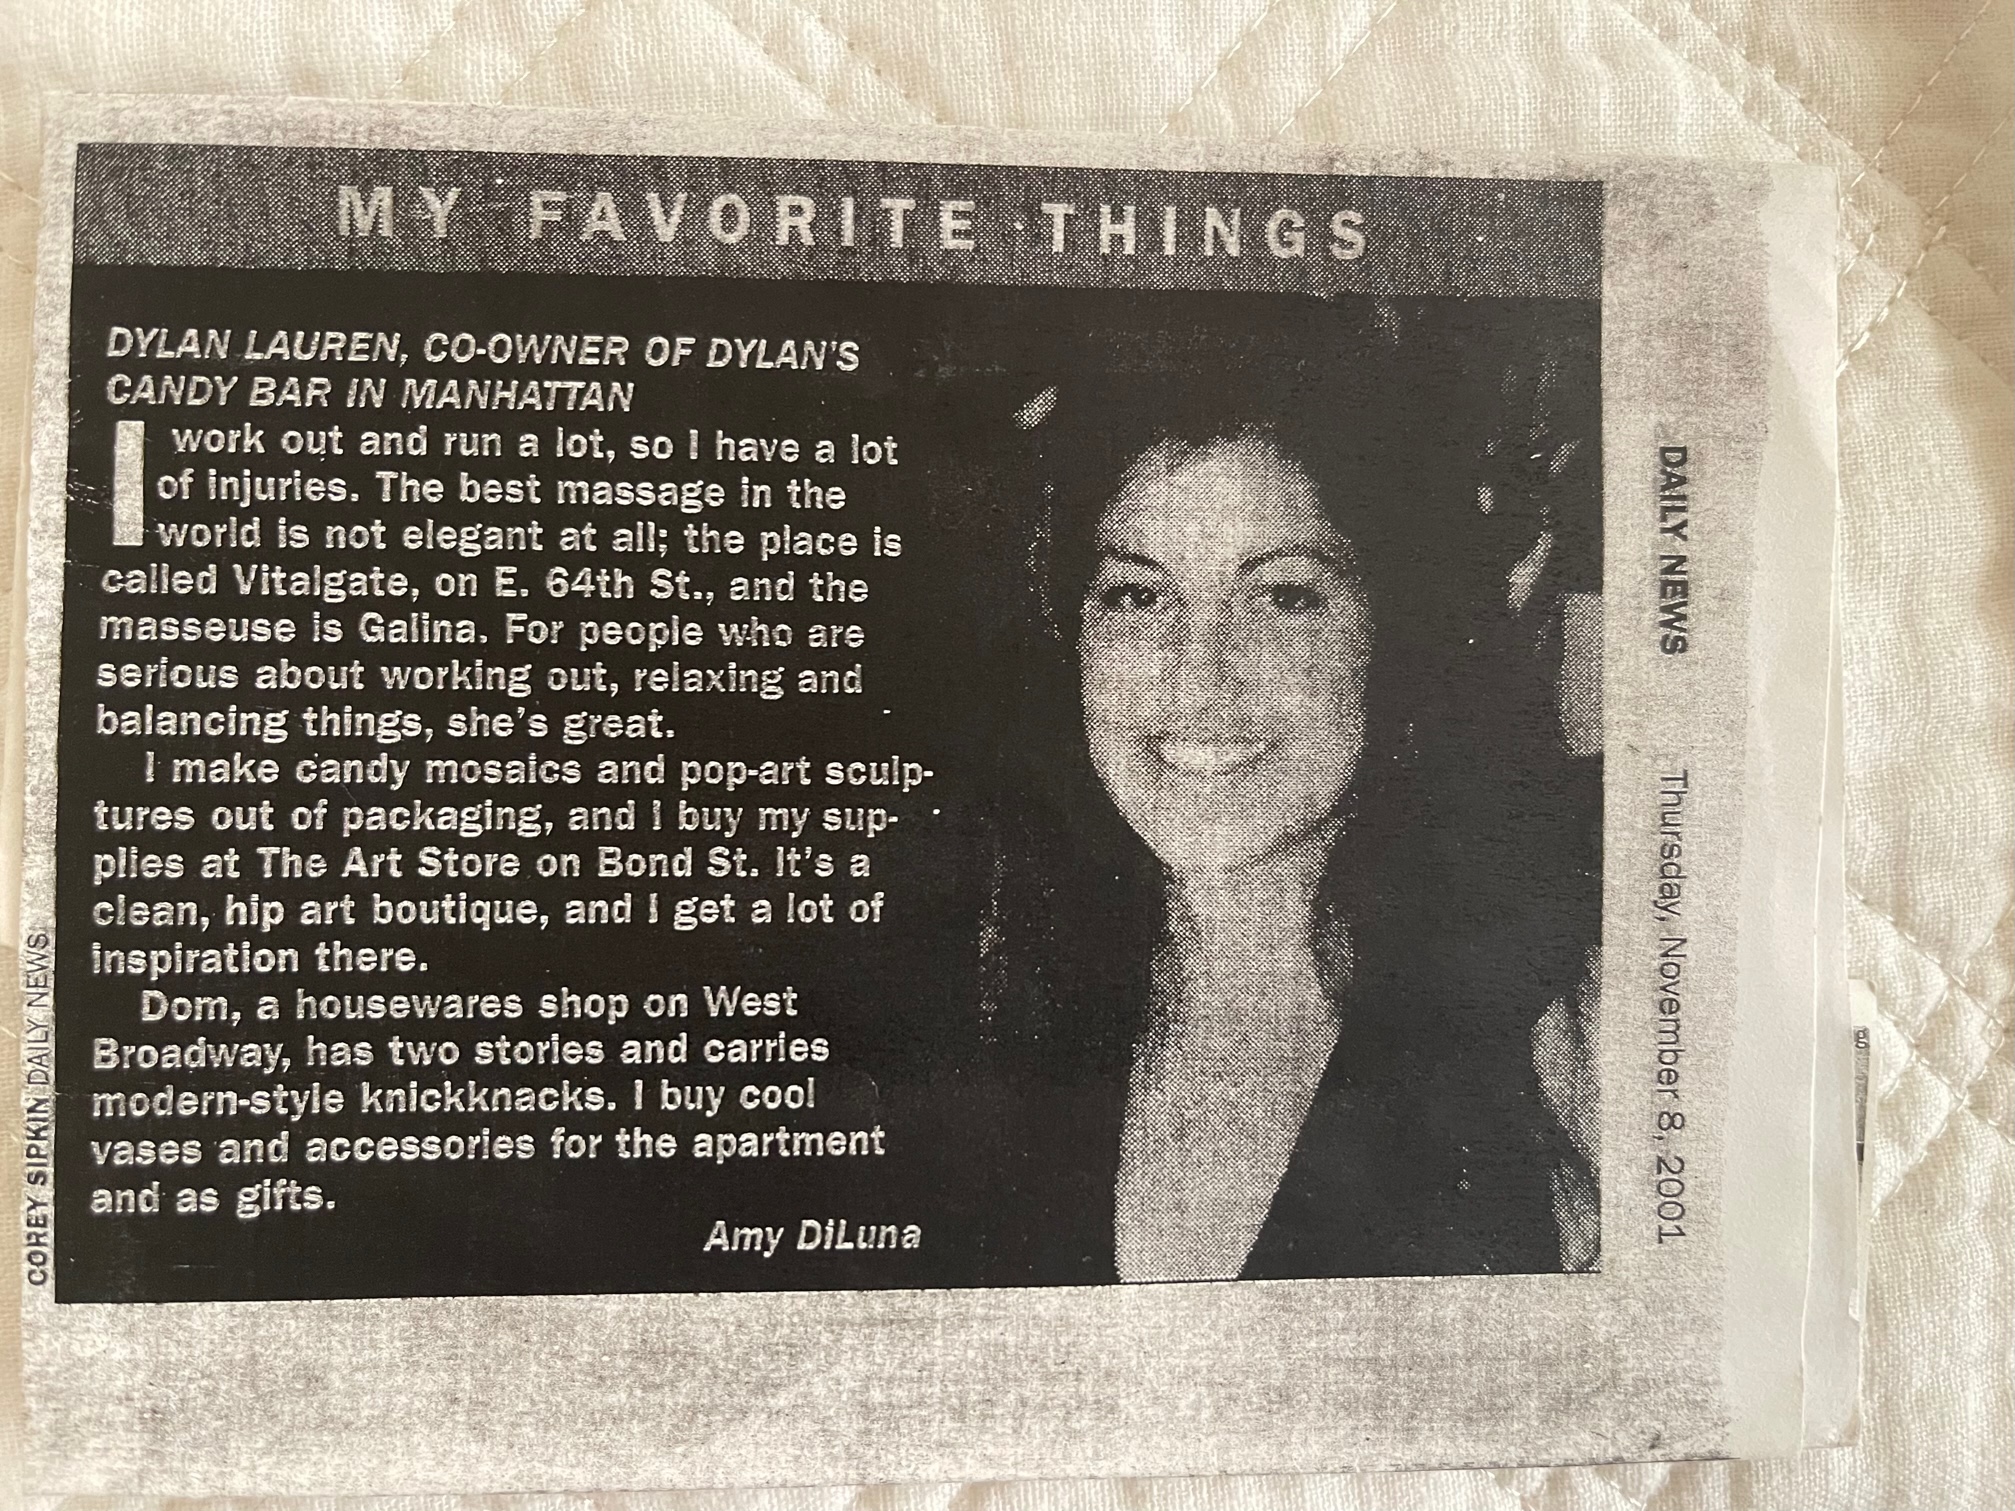 MY FAVORITE THINGS
DYLAN LAUREN, CO-OWNER OF DYLAN'S
CANDY BAR IN MANHATTAN
I work out and run a lot, so I have a lot
of injuries. The best massage in the
world is not elegant at all; the place is
called Vitalgate, on E. 64th St., and the
masseuse is Galina. For people who are
serious about working out, relaxing and
balancing things, she's great.
I make candy mosaics and pop-art sculp-
tures out of packaging, and I buy my sup-
plies at The Art Store on Bond St. It's a
clean, hip art boutique, and I get a lot of
inspiration there.
Dom, a housewares shop on West
Broadway, has two stories and carries
modern-style knickknacks. I buy cool
vases and accessories for the apartment
and as gifts.
Amy DiLuna
COREY SIPKIN DAILY NEWS
DAILY NEWS Thursday, November 8, 2001